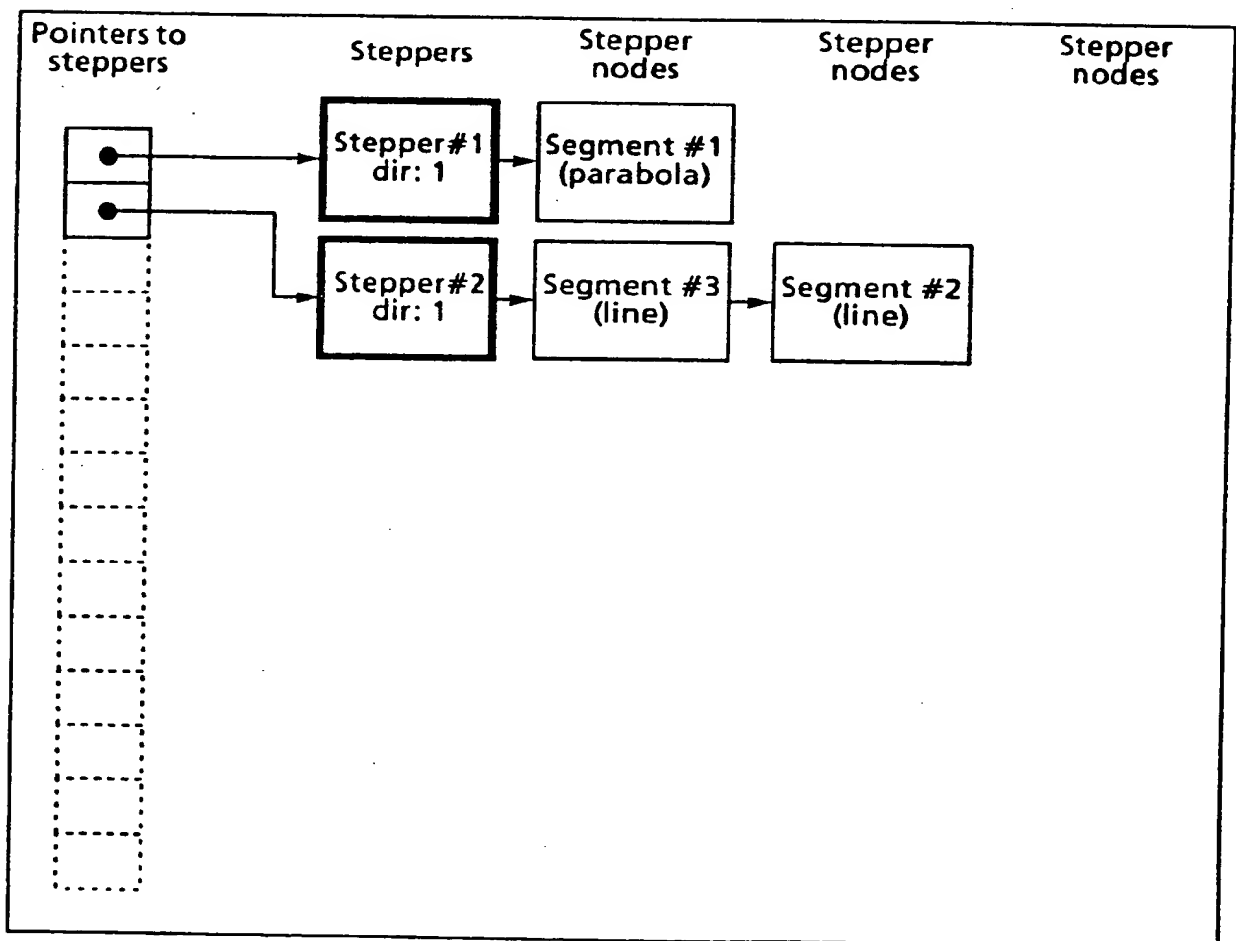 Pointers to
steppers
Steppers
Stepper
nodes
Stepper
nodes
Stepper
nodes
Stepper#1
dir: 1
Segment #1
(parabola)
Stepper#2
dir: 1
Segment #3
(line)
Segment #2
(line)